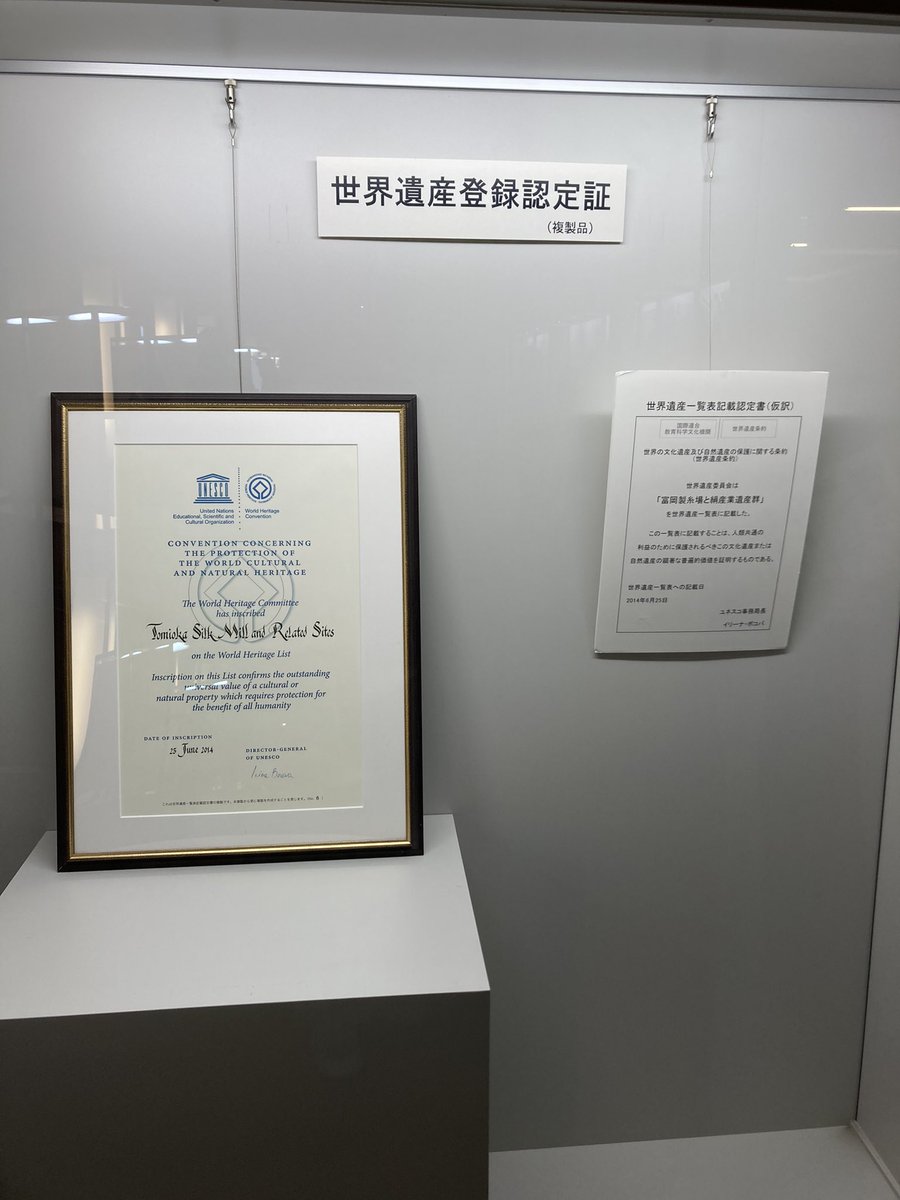 世界遺産登録認定証
（複製品）
UNESCO
United Nations
Educational, Scientific and
Cultural Organization
World Heritage
Convention
CONVENTION CONCERNING
THE PROTECTION OF
THE WORLD CULTURAL
AND NATURAL HERITAGE
The World Heritage Committee
has inscribed
Tomioka Silk Mill and Related Sites
on the World Heritage List
Inscription on this List confirms the outstanding
universal value of a cultural or
natural property which requires protection for
the benefit of all humanity
DATE OF INSCRIPTION
25 June 2014
DIRECTOR-GENERAL
OF UNESCO
世界遺産一覧表記載認定書（仮訳）
国際連合
教育科学文化機関
世界遺産条約
世界の文化遺産及び自然遺産の保護に関する条約
（世界遺産条約）
世界遺産委員会は
「富岡製糸場と絹産業遺産群」
を世界遺産一覧表に記載した。
この一覧表に記載することは、人類共通の
利益のために保護されるべきこの文化遺産または
自然遺産の顕著な普遍的価値を証明するものである。
世界遺産一覧表への記載日
2014年6月25日
ユネスコ事務局長
イリーナ・ボコバ